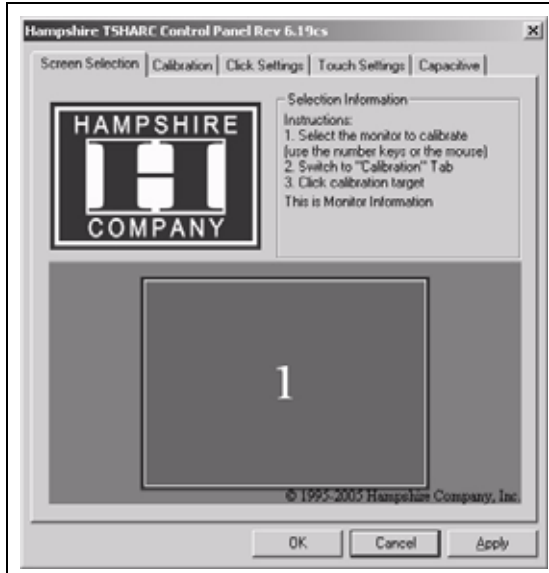 Hampshire TSHARC Control Panel Rev 6.19cs
Screen Selection Calibration Click Settings Touch Settings Capacitive
HAMPSHIRE
COMPANY
Selection Information
Instructions:
1. Select the monitor to calibrate
(use the number keys or the mouse)
2. Switch to "Calibration" Tab
3. Click calibration target
This is Monitor Information
1
© 1995-2005 Hampshire Company, Inc.
OK Cancel Apply